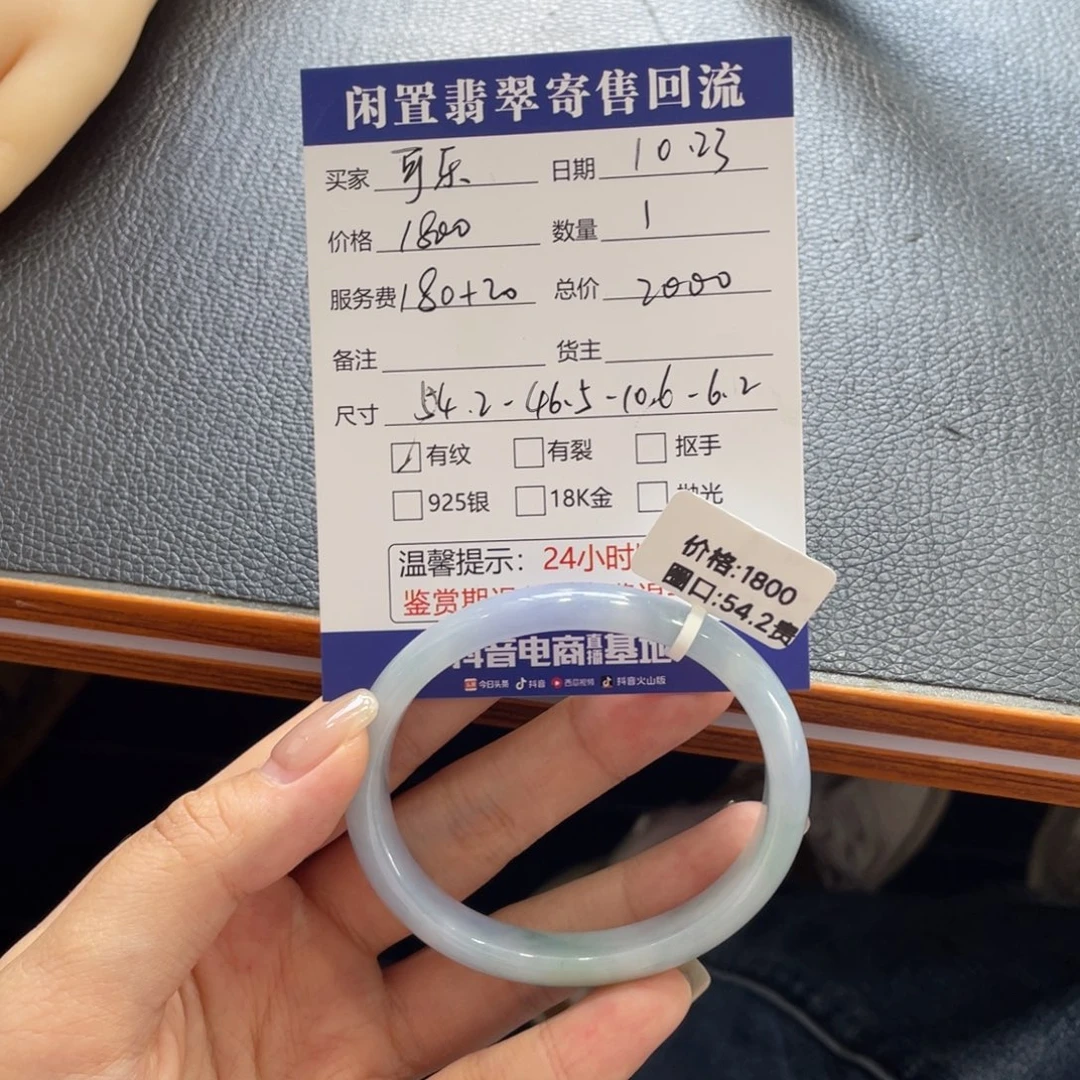 闲置翡翠寄售回流
买家 可乐 日期 10.23
价格 1800 数量 1
服务费 180+20 总价 2000
备注 货主
尺寸 54.2-46.5-10.6-6.2
有纹 有裂 抠手
925银 18K金 抛光
温馨提示：24小时
鉴赏期
价格:1800
圈口:54.2贵
抖音电商直播基地
今日头条 抖音 西瓜视频 抖音火山版